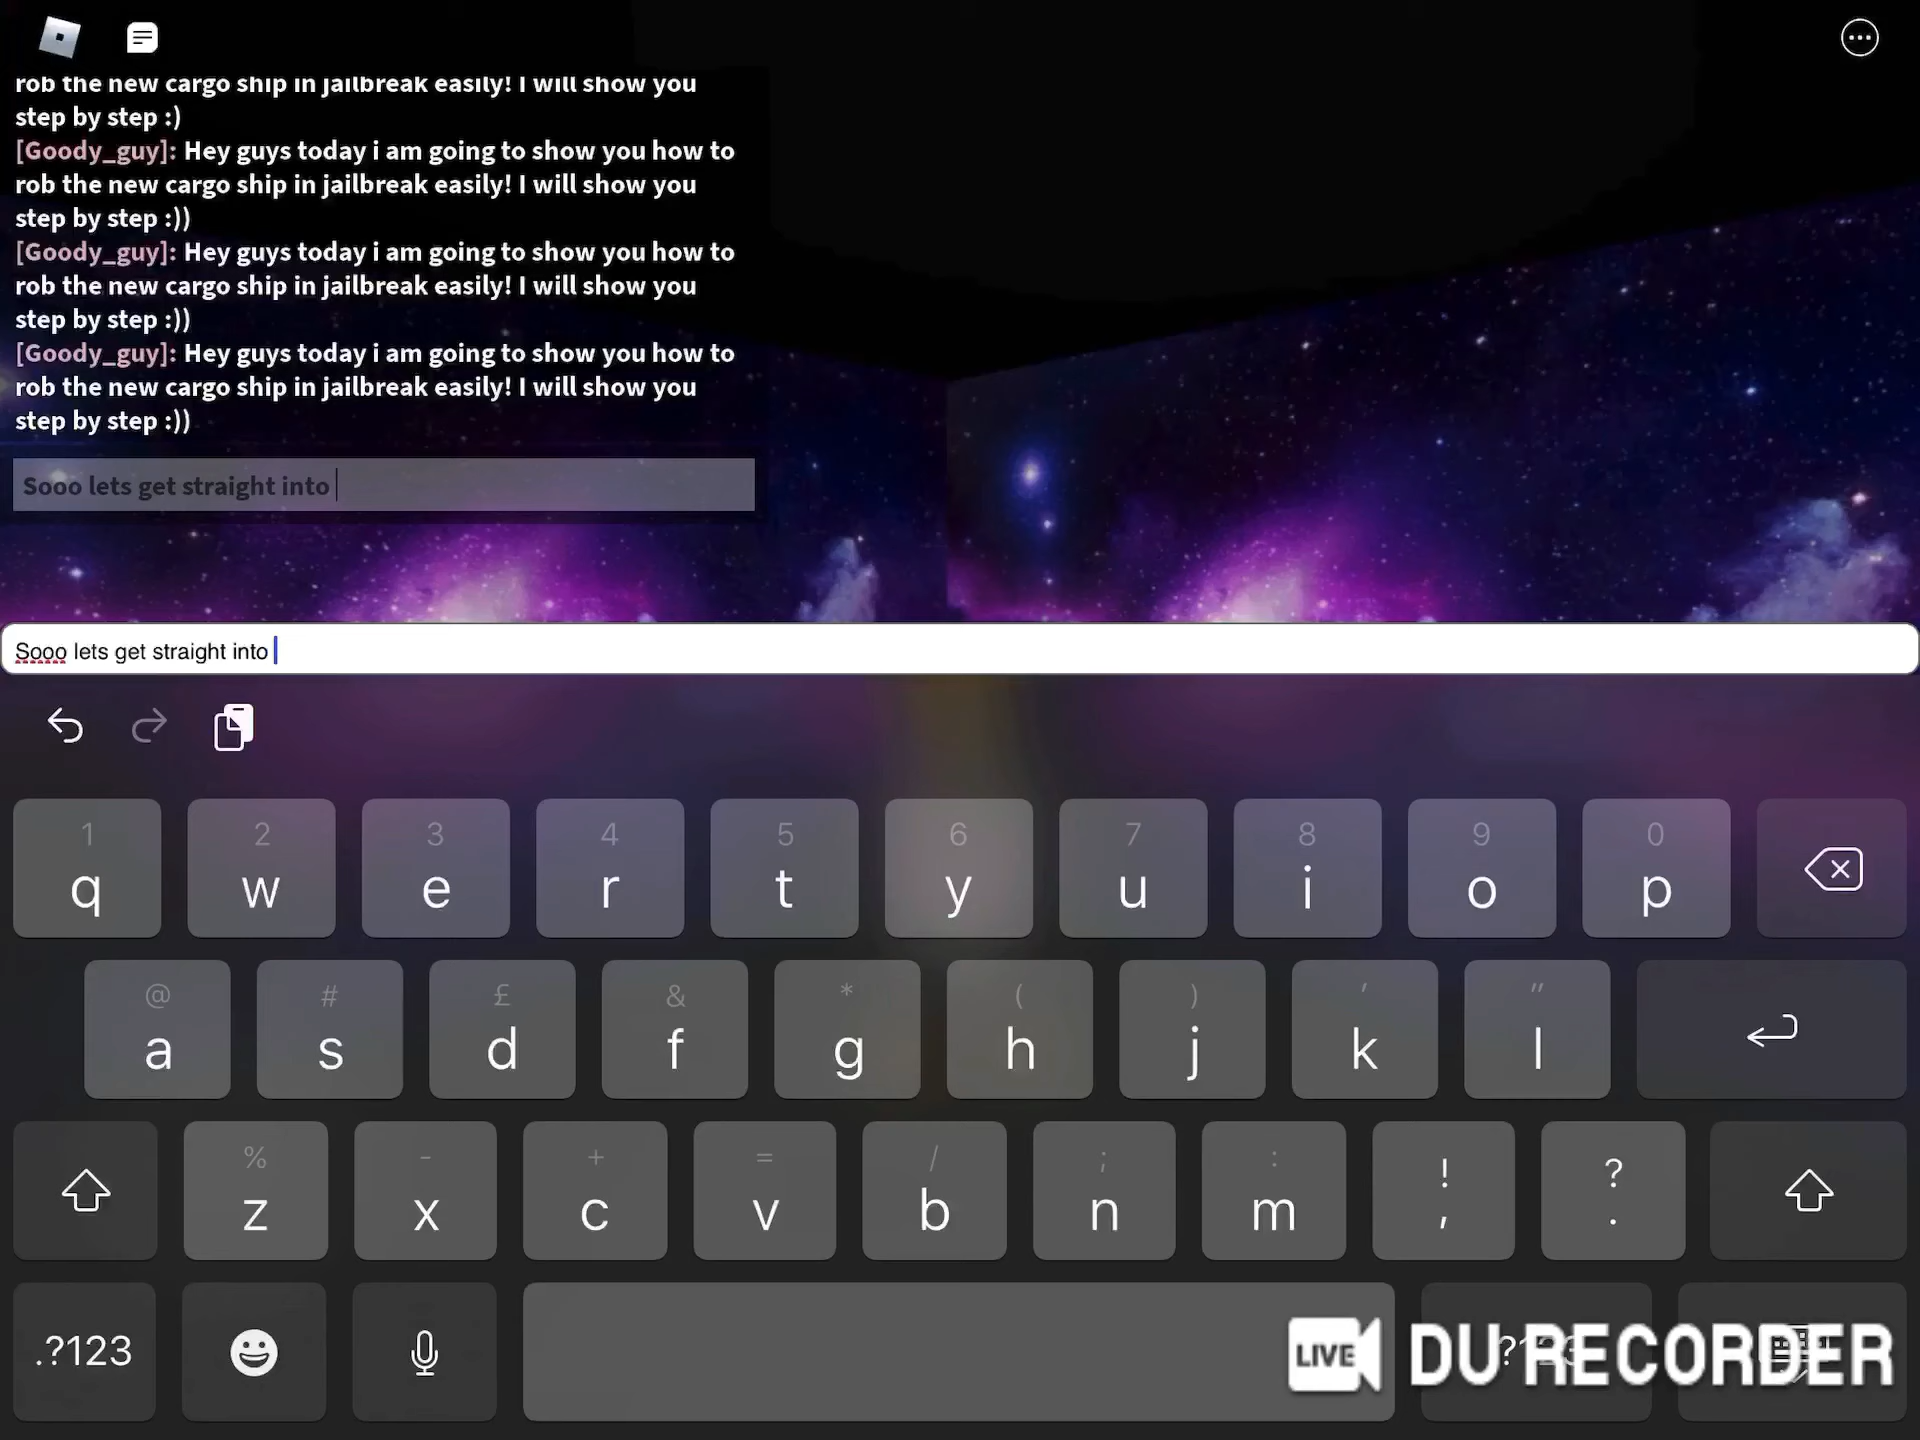 rob the new cargo ship in jailbreak easily! I will show you
step by step :)
[Goody_guy]: Hey guys today i am going to show you how to
rob the new cargo ship in jailbreak easily! I will show you
step by step :))
[Goody_guy]: Hey guys today i am going to show you how to
rob the new cargo ship in jailbreak easily! I will show you
step by step :))
[Goody_guy]: Hey guys today i am going to show you how to
rob the new cargo ship in jailbreak easily! I will show you
step by step :))
Sooo lets get straight into
Sooo lets get straight into
1 2 3 4 5 6 7 8 9 0
q w e r t y u i o p
@ # £ & * ( ) ' "
a s d f g h j k l
% - + = / ; : ! ?
z x c v b n m , .
.?123 LIVE DU RECORDER